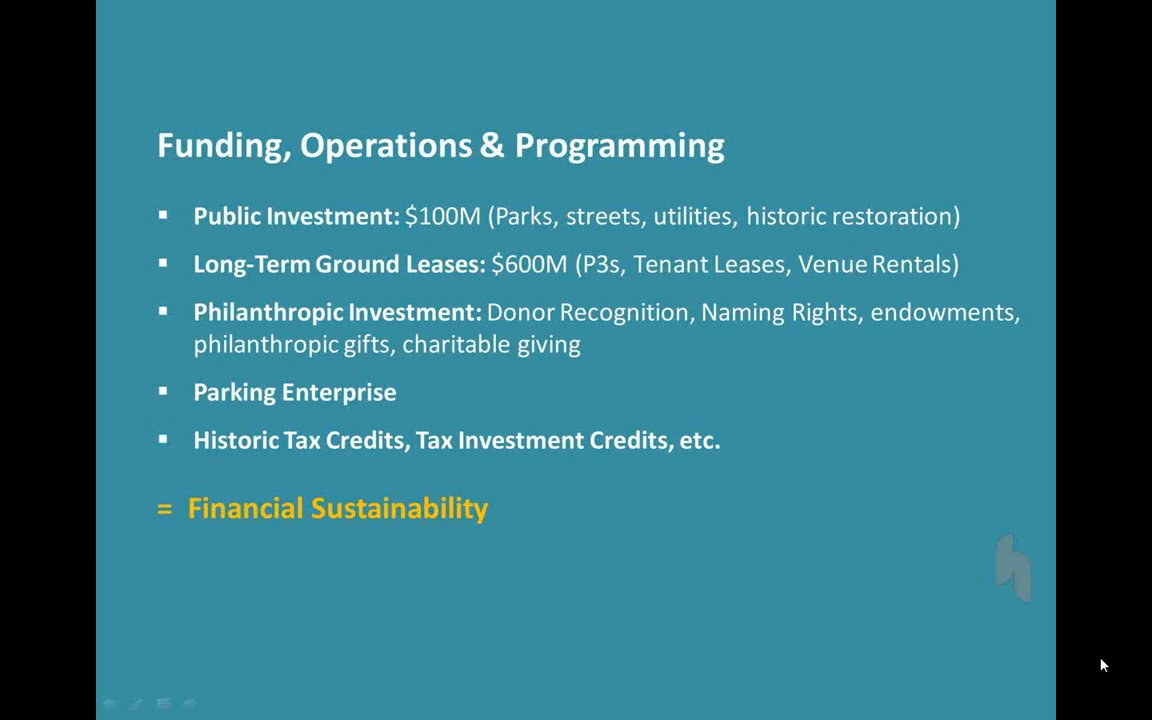 Funding, Operations & Programming
▪ Public Investment: $100M (Parks, streets, utilities, historic restoration)
▪ Long-Term Ground Leases: $600M (P3s, Tenant Leases, Venue Rentals)
▪ Philanthropic Investment: Donor Recognition, Naming Rights, endowments,
philanthropic gifts, charitable giving
▪ Parking Enterprise
▪ Historic Tax Credits, Tax Investment Credits, etc.
= Financial Sustainability